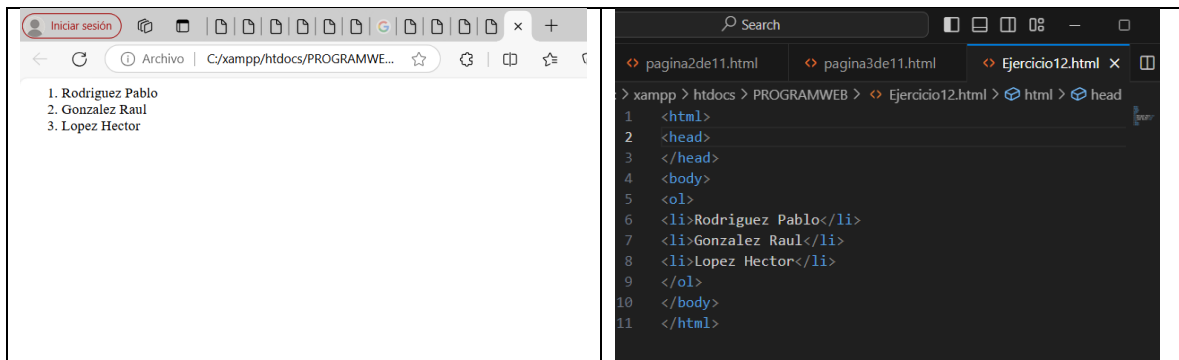 Iniciar sesión
Archivo | C:/xampp/htdocs/PROGRAMWE...
1. Rodriguez Pablo
2. Gonzalez Raul
3. Lopez Hector
Search
pagina2de11.html
pagina3de11.html
Ejercicio12.html
> xampp > htdocs > PROGRAMWEB > Ejercicio12.html > html > head
1 <html>
2 <head>
3 </head>
4 <body>
5 <ol>
6 <li>Rodriguez Pablo</li>
7 <li>Gonzalez Raul</li>
8 <li>Lopez Hector</li>
9 </ol>
10 </body>
11 </html>